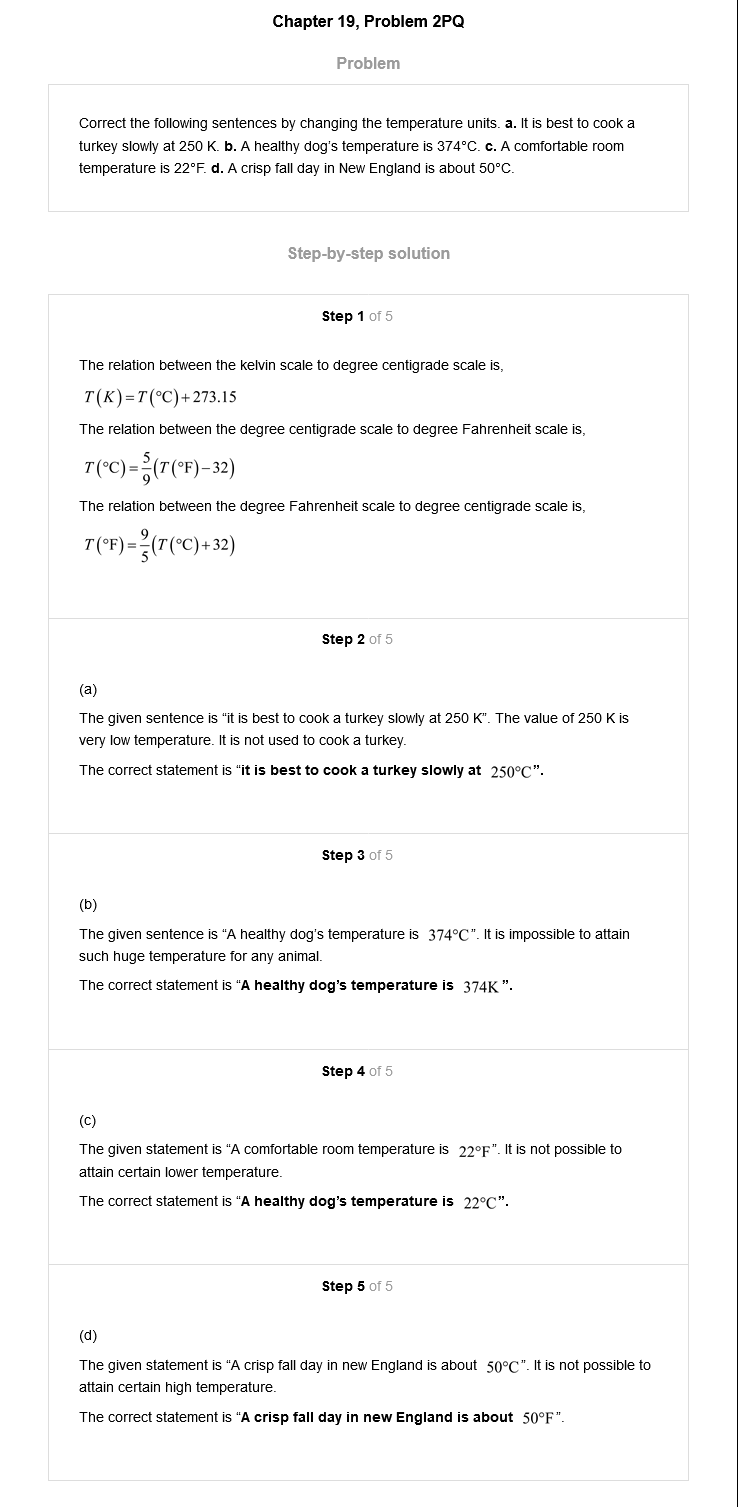 Chapter 19, Problem 2PQ
Problem
Correct the following sentences by changing the temperature units. a. It is best to cook a
turkey slowly at 250 K. b. A healthy dog's temperature is 374°C. c. A comfortable room
temperature is 22°F. d. A crisp fall day in New England is about 50°C.
Step-by-step solution
Step 1 of 5
The relation between the kelvin scale to degree centigrade scale is,
T(K)=T(°C)+273.15
The relation between the degree centigrade scale to degree Fahrenheit scale is,
T(°C)=5/9(T(°F)−32)
The relation between the degree Fahrenheit scale to degree centigrade scale is,
T(°F)=9/5(T(°C)+32)
Step 2 of 5
(a)
The given sentence is “it is best to cook a turkey slowly at 250 K”. The value of 250 K is
very low temperature. It is not used to cook a turkey.
The correct statement is “it is best to cook a turkey slowly at 250°C”.
Step 3 of 5
(b)
The given sentence is “A healthy dog’s temperature is 374°C”. It is impossible to attain
such huge temperature for any animal.
The correct statement is “A healthy dog’s temperature is 374K”.
Step 4 of 5
(c)
The given statement is “A comfortable room temperature is 22°F”. It is not possible to
attain certain lower temperature.
The correct statement is “A healthy dog’s temperature is 22°C”.
Step 5 of 5
(d)
The given statement is “A crisp fall day in new England is about 50°C”. It is not possible to
attain certain high temperature.
The correct statement is “A crisp fall day in new England is about 50°F”.